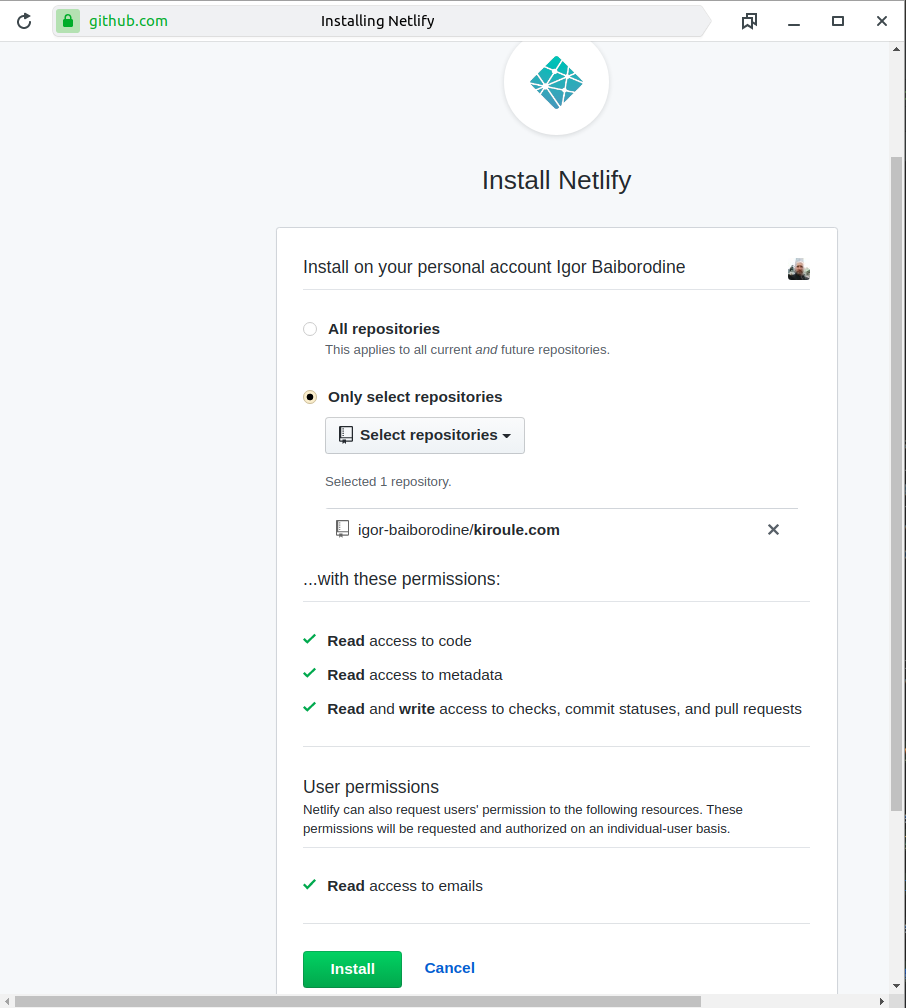 github.com Installing Netlify
Install Netlify
Install on your personal account Igor Baiborodine
All repositories
This applies to all current and future repositories.
Only select repositories
Select repositories
Selected 1 repository.
igor-baiborodine/kiroule.com
...with these permissions:
Read access to code
Read access to metadata
Read and write access to checks, commit statuses, and pull requests
User permissions
Netlify can also request users' permission to the following resources. These
permissions will be requested and authorized on an individual-user basis.
Read access to emails
Install Cancel